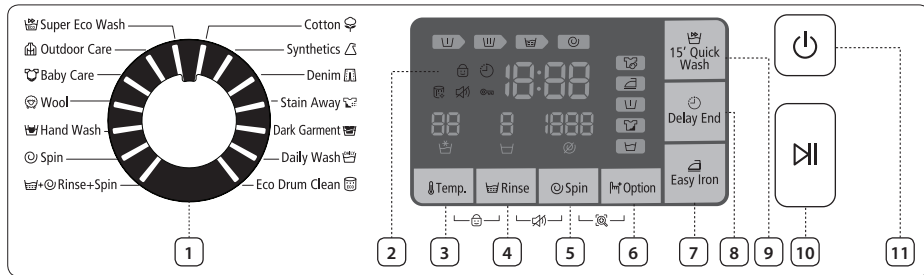 Super Eco Wash
Outdoor Care
Baby Care
Wool
Hand Wash
Spin
+ Rinse+Spin
Cotton
Synthetics
Denim
Stain Away
Dark Garment
Daily Wash
Eco Drum Clean
18:88
88 8 1888
Temp. Rinse Spin Option
15' Quick
Wash
Delay End
Easy Iron
1 2 3 4 5 6 7 8 9 10 11